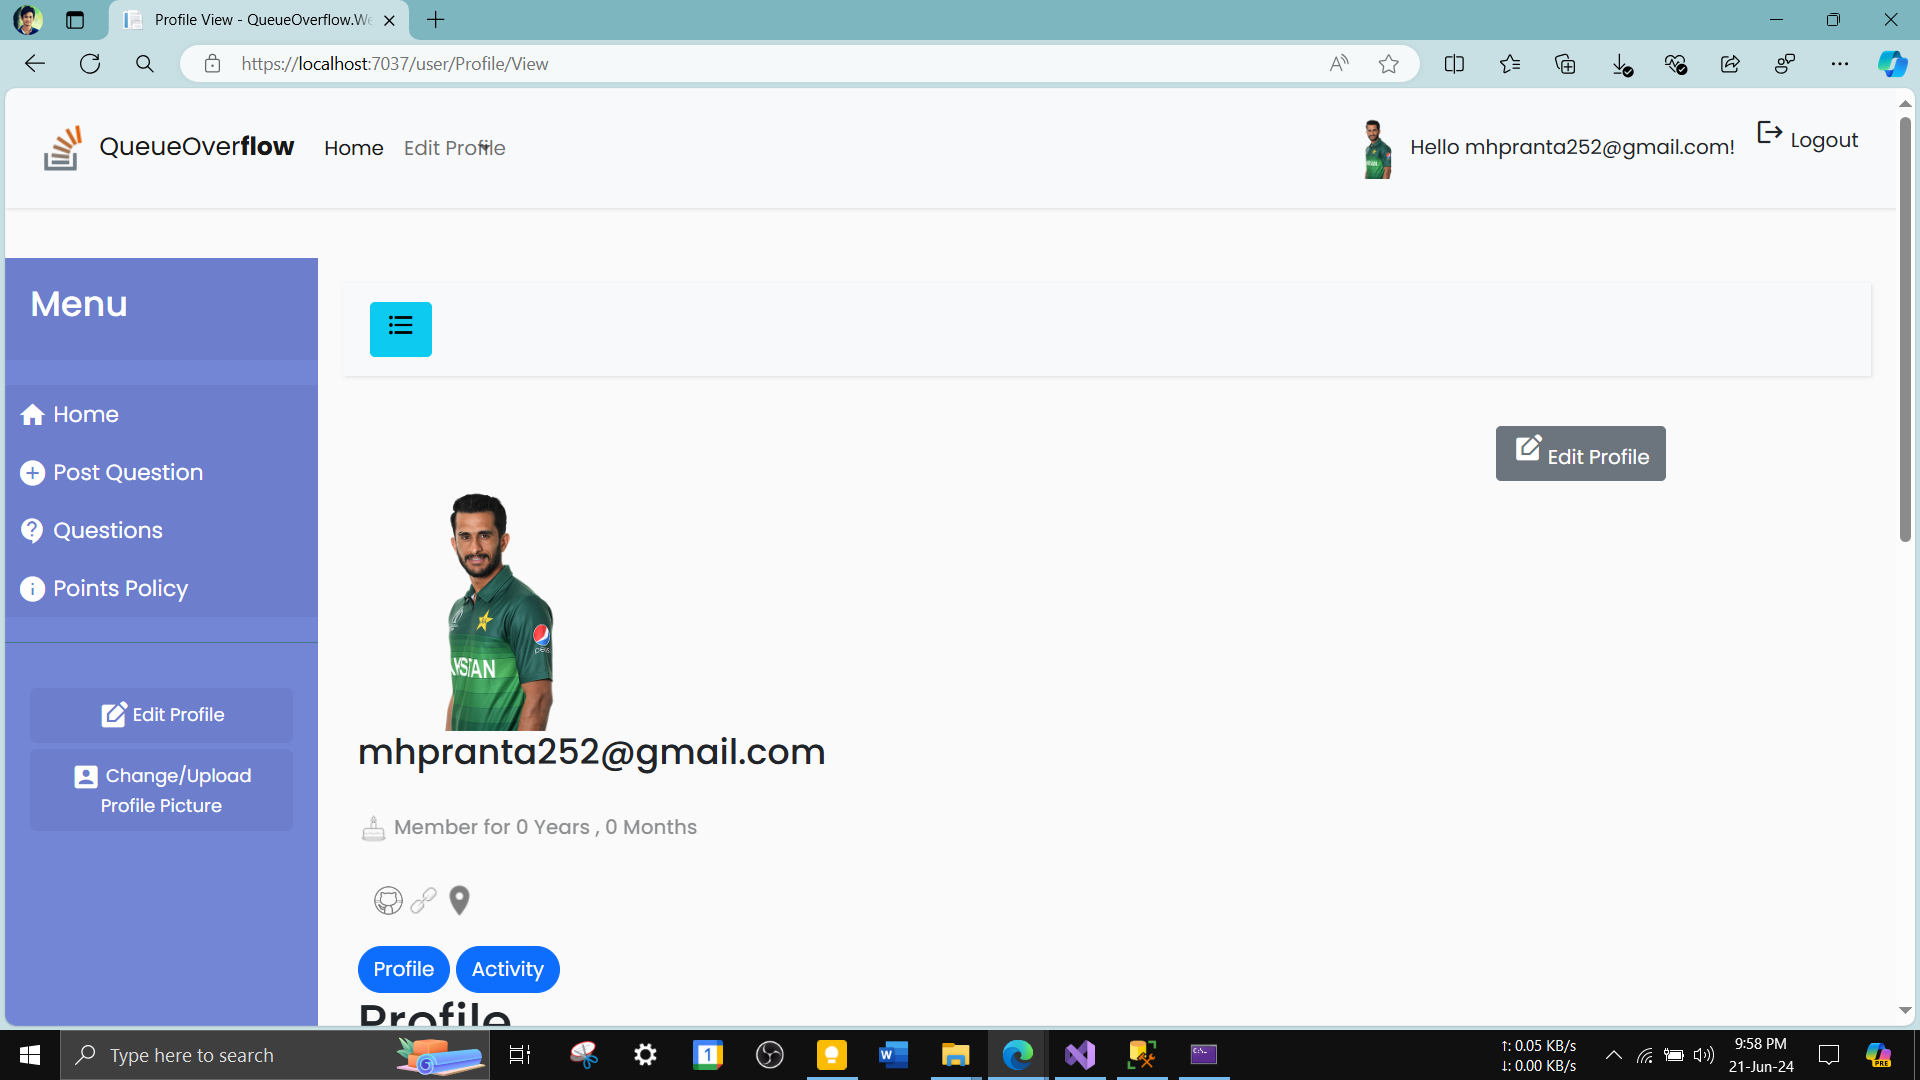 Profile View - QueueOverflow.We
https://localhost:7037/user/Profile/View
QueueOverflow
Home
Edit Profile
Hello mhpranta252@gmail.com!
Logout
Menu
Home
Post Question
Questions
Points Policy
Edit Profile
Change/Upload
Profile Picture
Edit Profile
mhpranta252@gmail.com
Member for 0 Years , 0 Months
Profile
Activity
Profile
Type here to search
↑: 0.05 KB/s
↓: 0.00 KB/s
9:58 PM
21-Jun-24